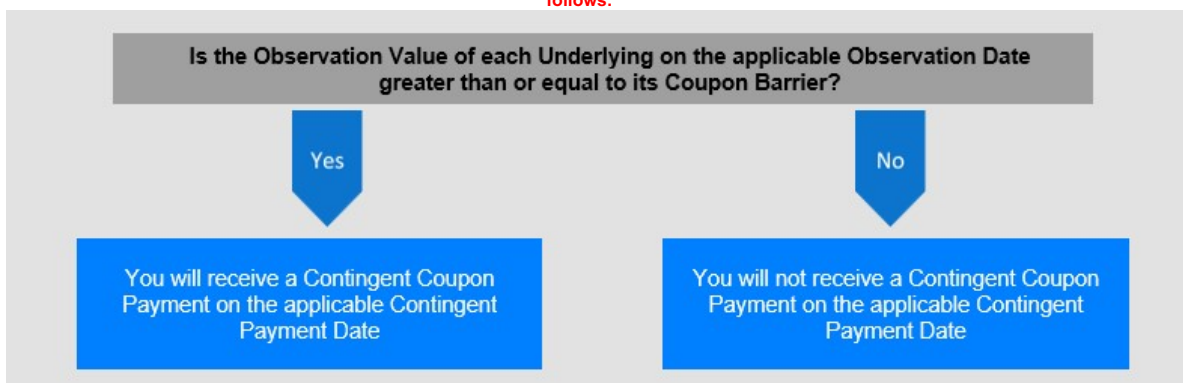 follows:
Is the Observation Value of each Underlying on the applicable Observation Date
greater than or equal to its Coupon Barrier?
Yes
No
You will receive a Contingent Coupon
Payment on the applicable Contingent
Payment Date
You will not receive a Contingent Coupon
Payment on the applicable Contingent
Payment Date